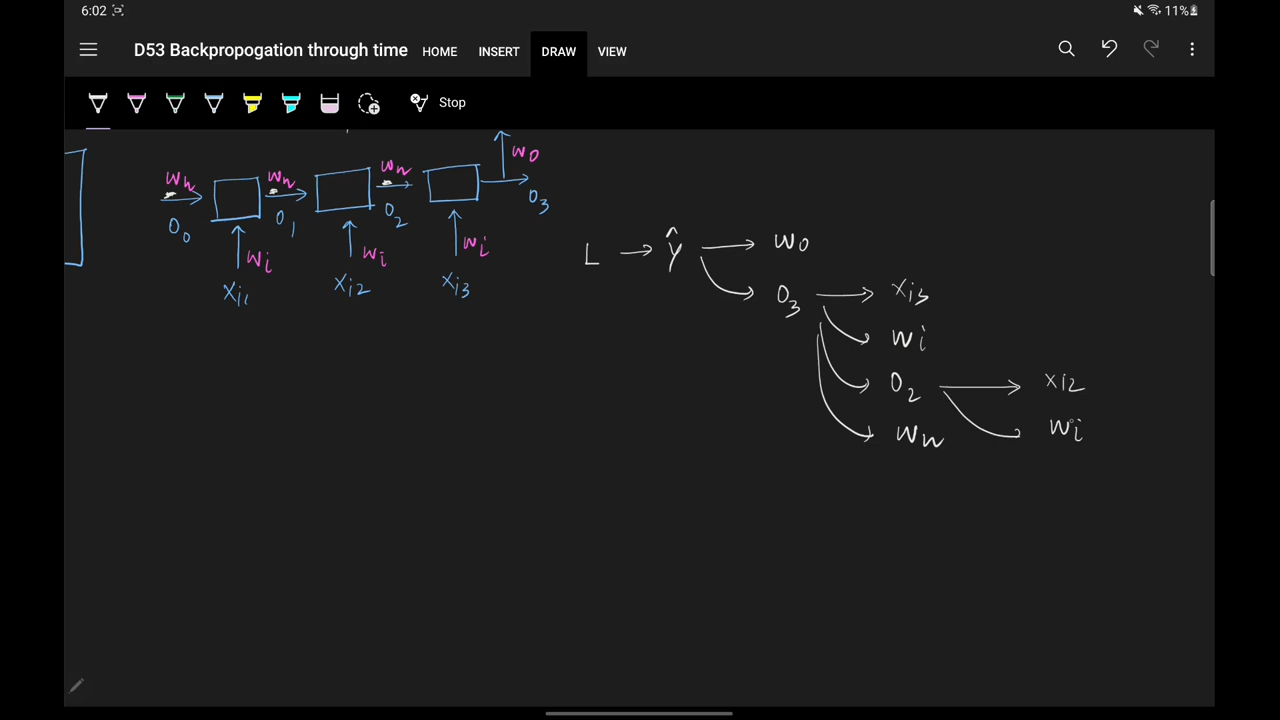 6:02 11%
D53 Backpropogation through time HOME INSERT DRAW VIEW
Stop
Wh Wh Wh Wo
O0 O1 O2 O3
Wi Wi Wi
Xi1 Xi2 Xi3
L → Ŷ → Wo
O3 → Xi3
Wi
O2 → Xi2
Wh Wi